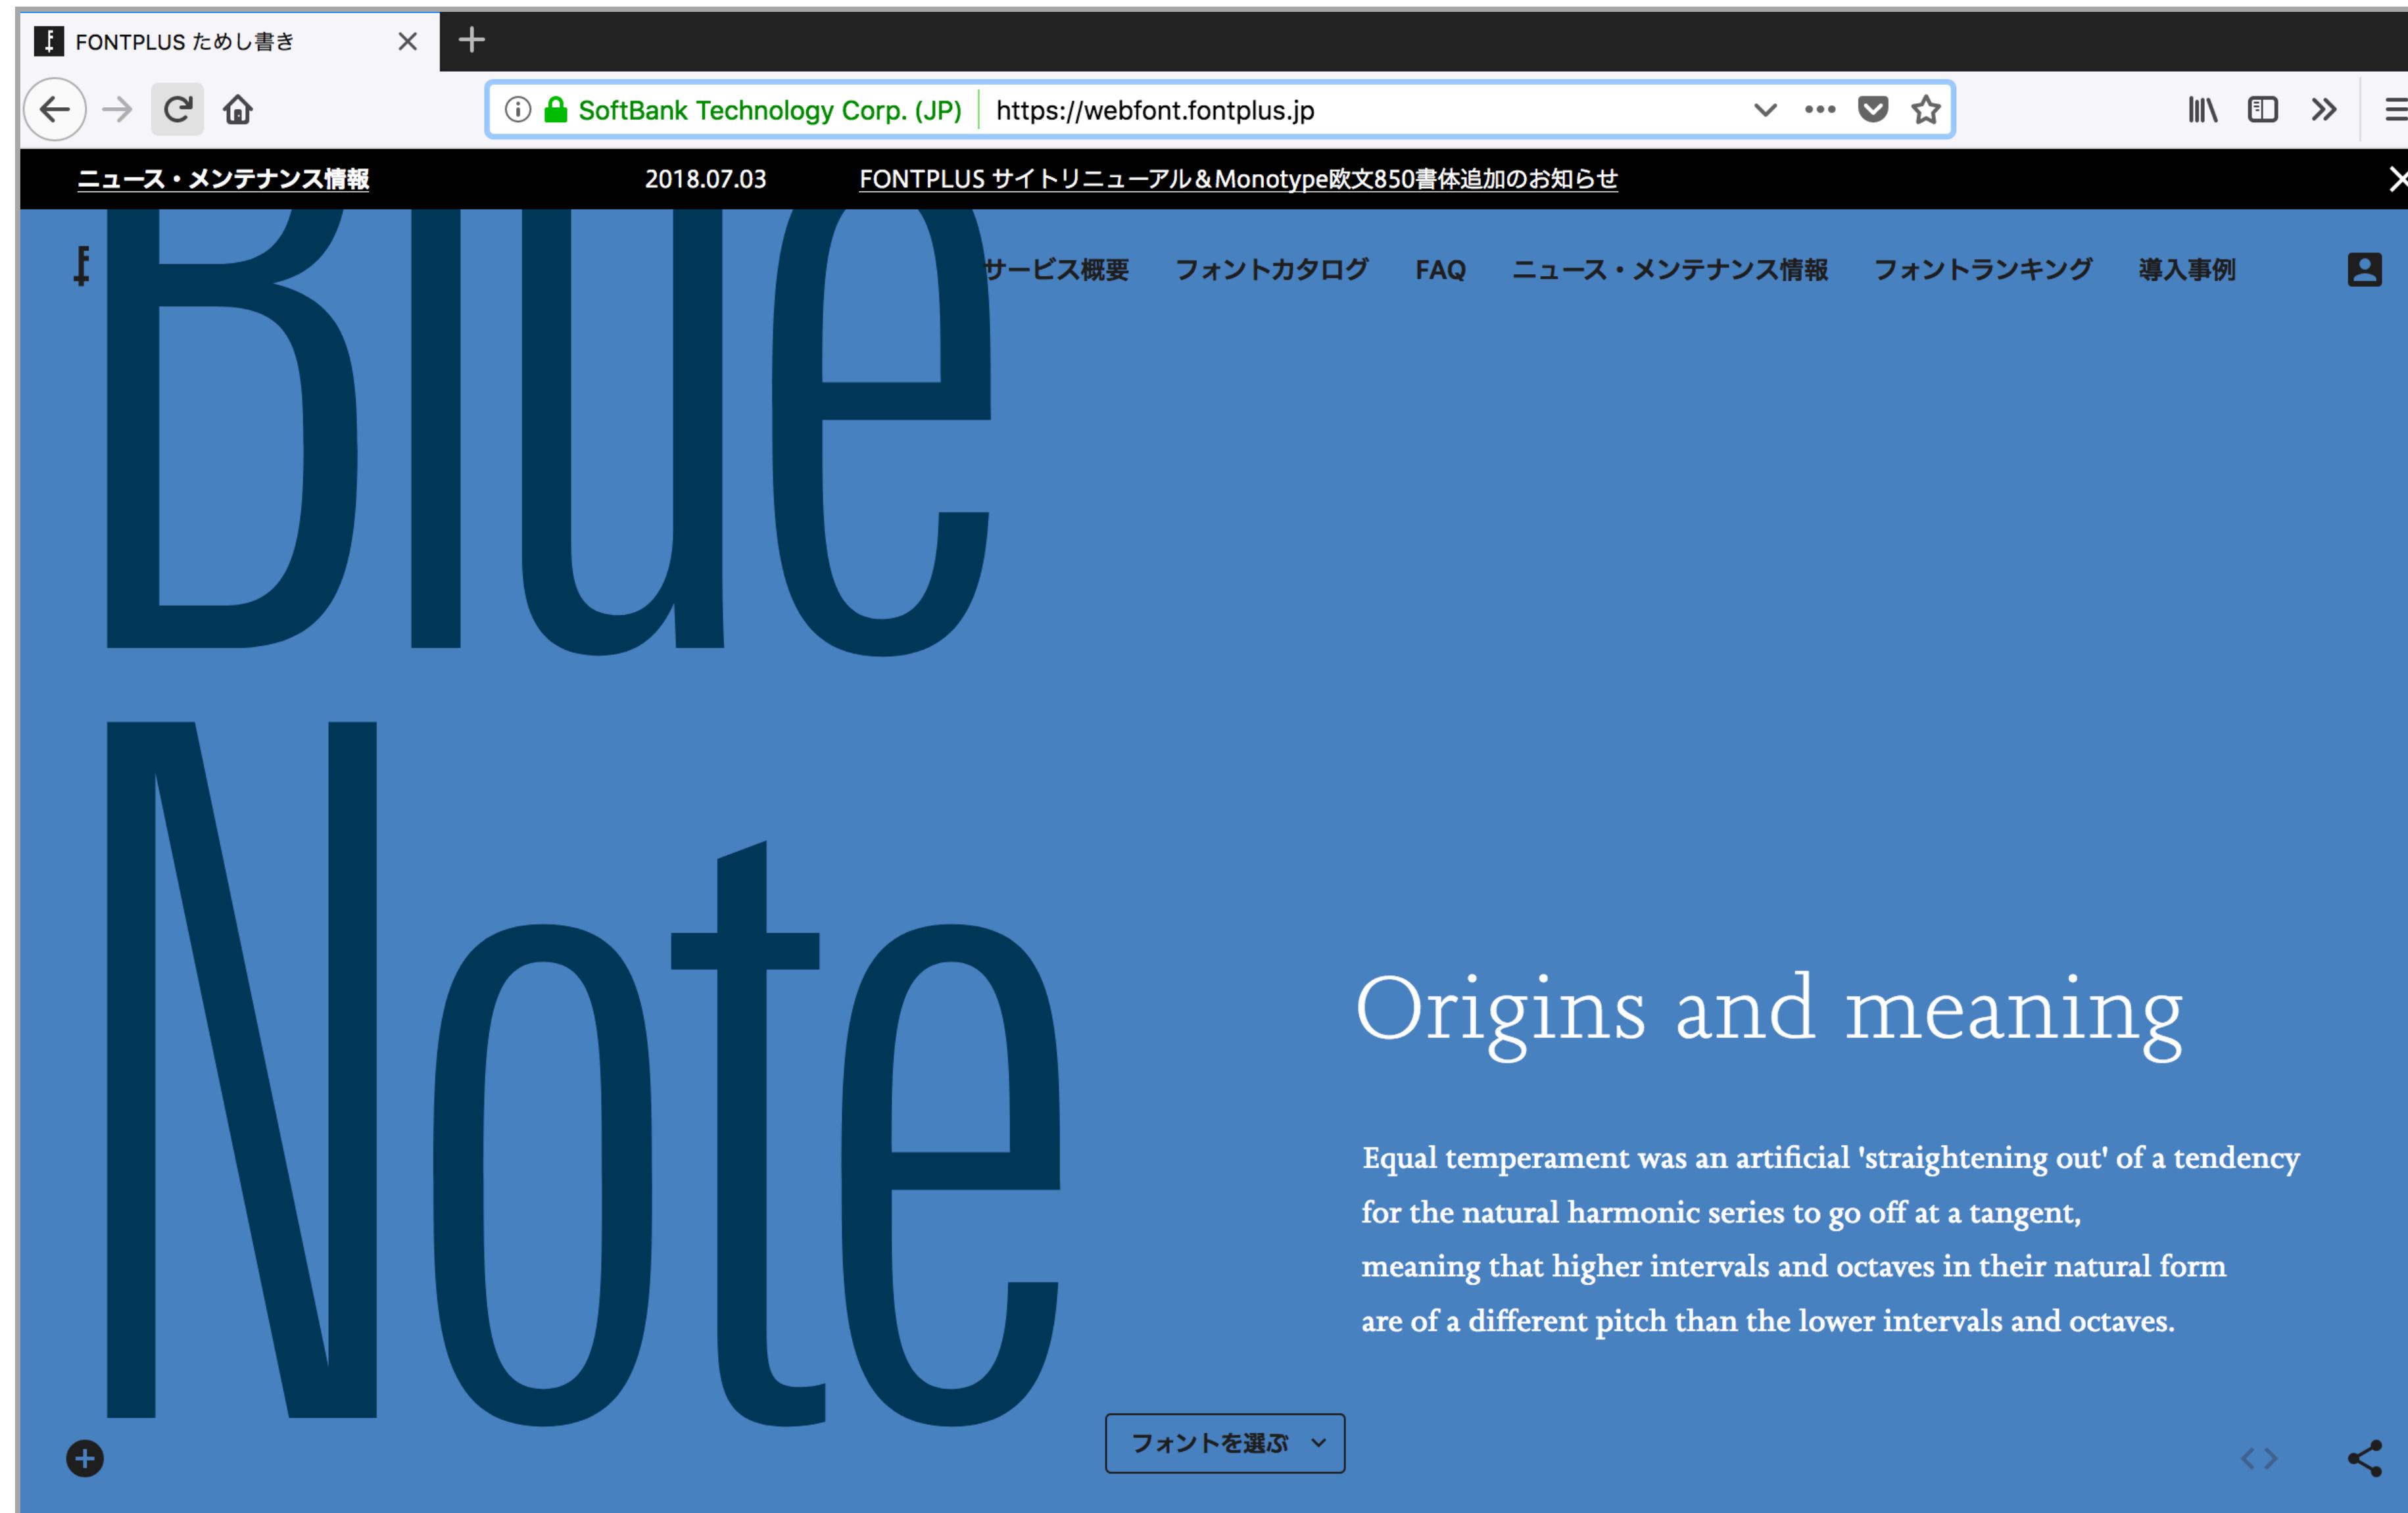 FONTPLUS ためし書き
SoftBank Technology Corp. (JP) https://webfont.fontplus.jp
ニュース・メンテナンス情報 2018.07.03 FONTPLUS サイトリニューアル＆Monotype欧文850書体追加のお知らせ
サービス概要 フォントカタログ FAQ ニュース・メンテナンス情報 フォントランキング 導入事例
Blue
Note
Origins and meaning
Equal temperament was an artificial 'straightening out' of a tendency
for the natural harmonic series to go off at a tangent,
meaning that higher intervals and octaves in their natural form
are of a different pitch than the lower intervals and octaves.
フォントを選ぶ